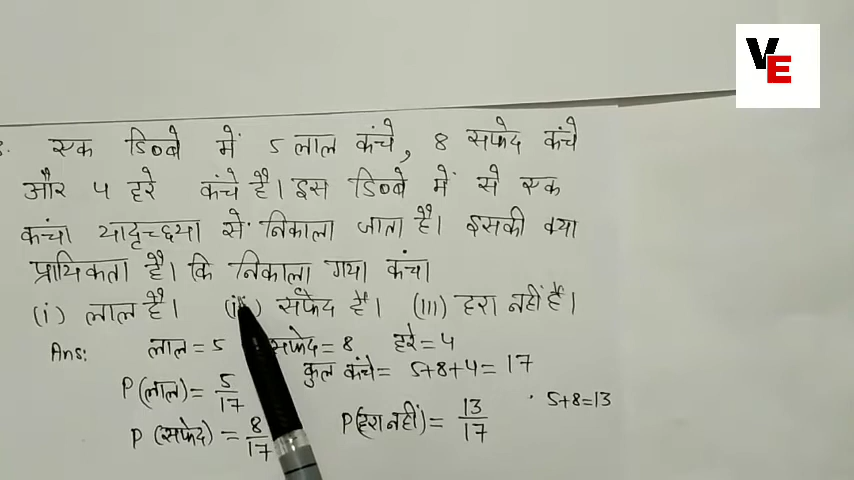 VE
एक डिब्बे में 5 लाल कंचे, 8 सफेद कंचे
और 4 हरे कंचे है। इस डिब्बे में से एक
कंचा यादृच्छया से निकाला जाता है। इसकी क्या
प्रायिकता है। कि निकाला गया कंचा
(i) लाल है। (ii) सफेद है। (iii) हरा नहीं है।
Ans: लाल = 5 सफेद = 8 हरे = 4
कुल कंचे = 5+8+4 = 17
P(लाल) = 5/17
5+8=13
P(सफेद) = 8/17 P(हरा नहीं) = 13/17